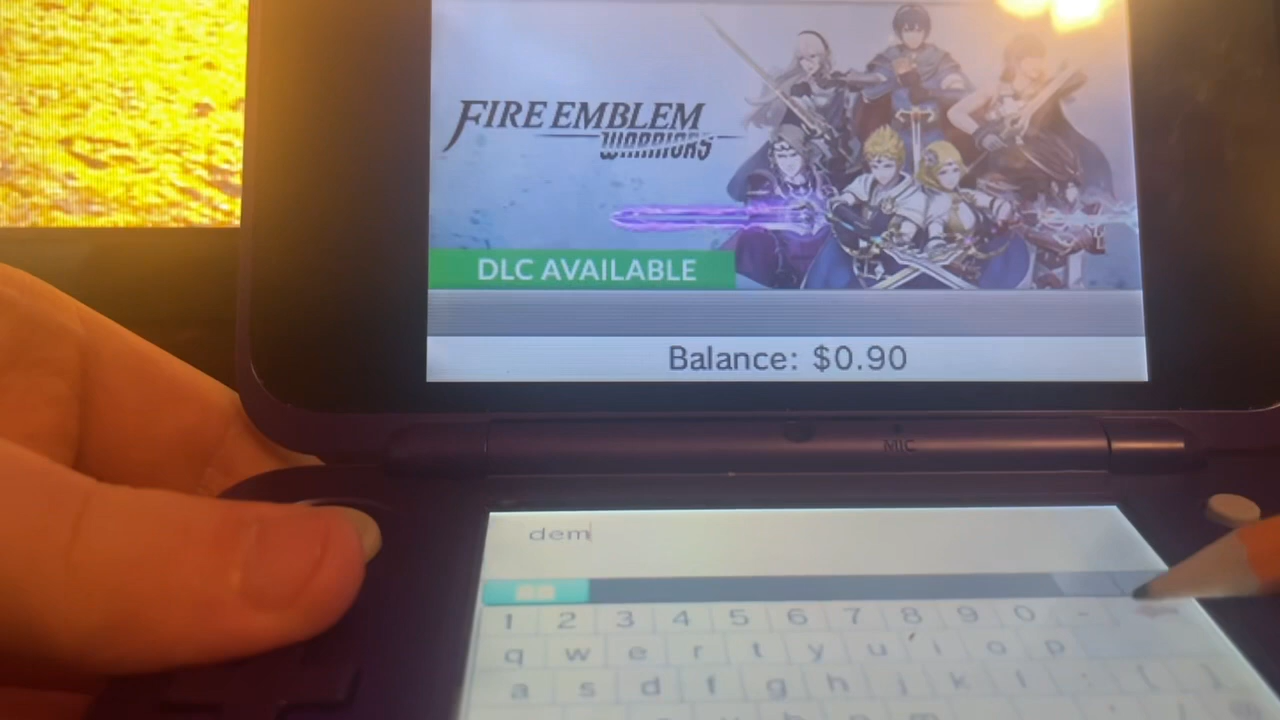 FIRE EMBLEM
WARRIORS
DLC AVAILABLE
Balance: $0.90
MIC
dem
1 2 3 4 5 6 7 8 9 0 -
q w e r t y u i o p
a s d f g h j k l